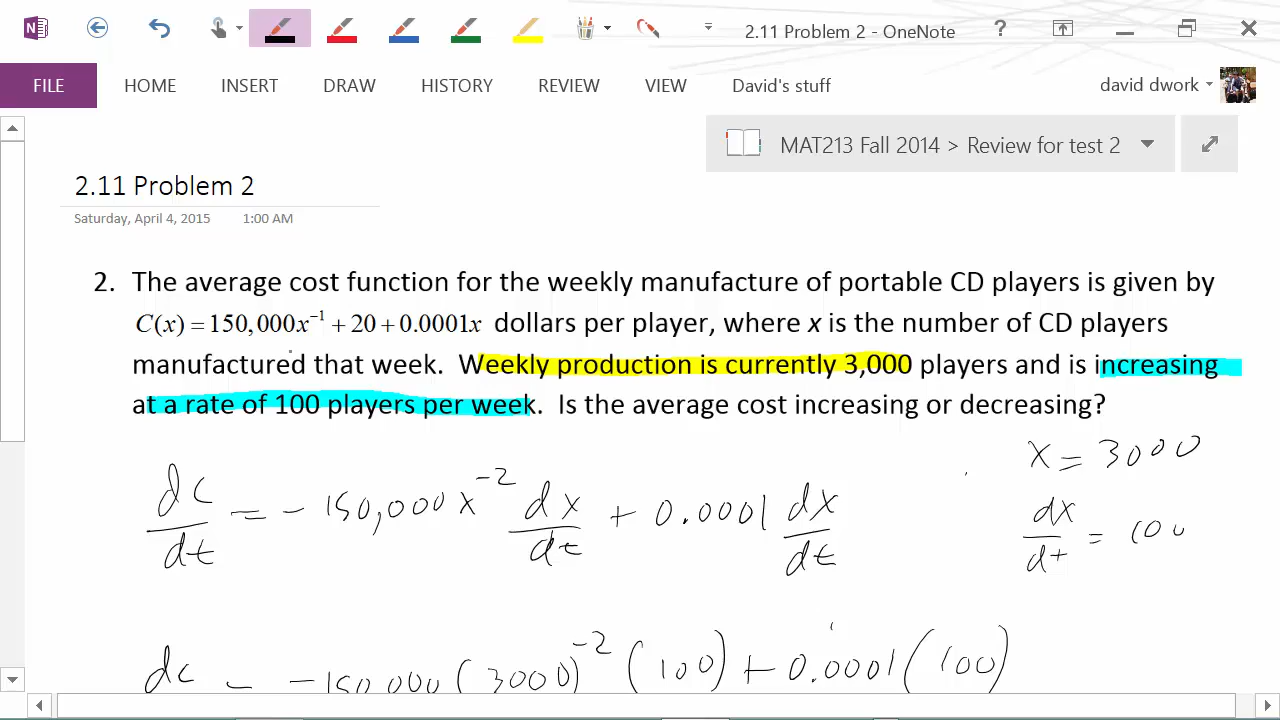 2.11 Problem 2 - OneNote
?
FILE
HOME
INSERT
DRAW
HISTORY
REVIEW
VIEW
David's stuff
david dwork
MAT213 Fall 2014 > Review for test 2
2.11 Problem 2
Saturday, April 4, 2015 1:00 AM
2. The average cost function for the weekly manufacture of portable CD players is given by
C(x) = 150,000x⁻¹ + 20 + 0.0001x dollars per player, where x is the number of CD players
manufactured that week. Weekly production is currently 3,000 players and is increasing
at a rate of 100 players per week. Is the average cost increasing or decreasing?
x = 3000
dc/dt = -150,000 x⁻² dx/dt + 0.0001 dx/dt
dx/dt = 100
dc = -150,000 (3000)⁻² (100) + 0.0001 (100)